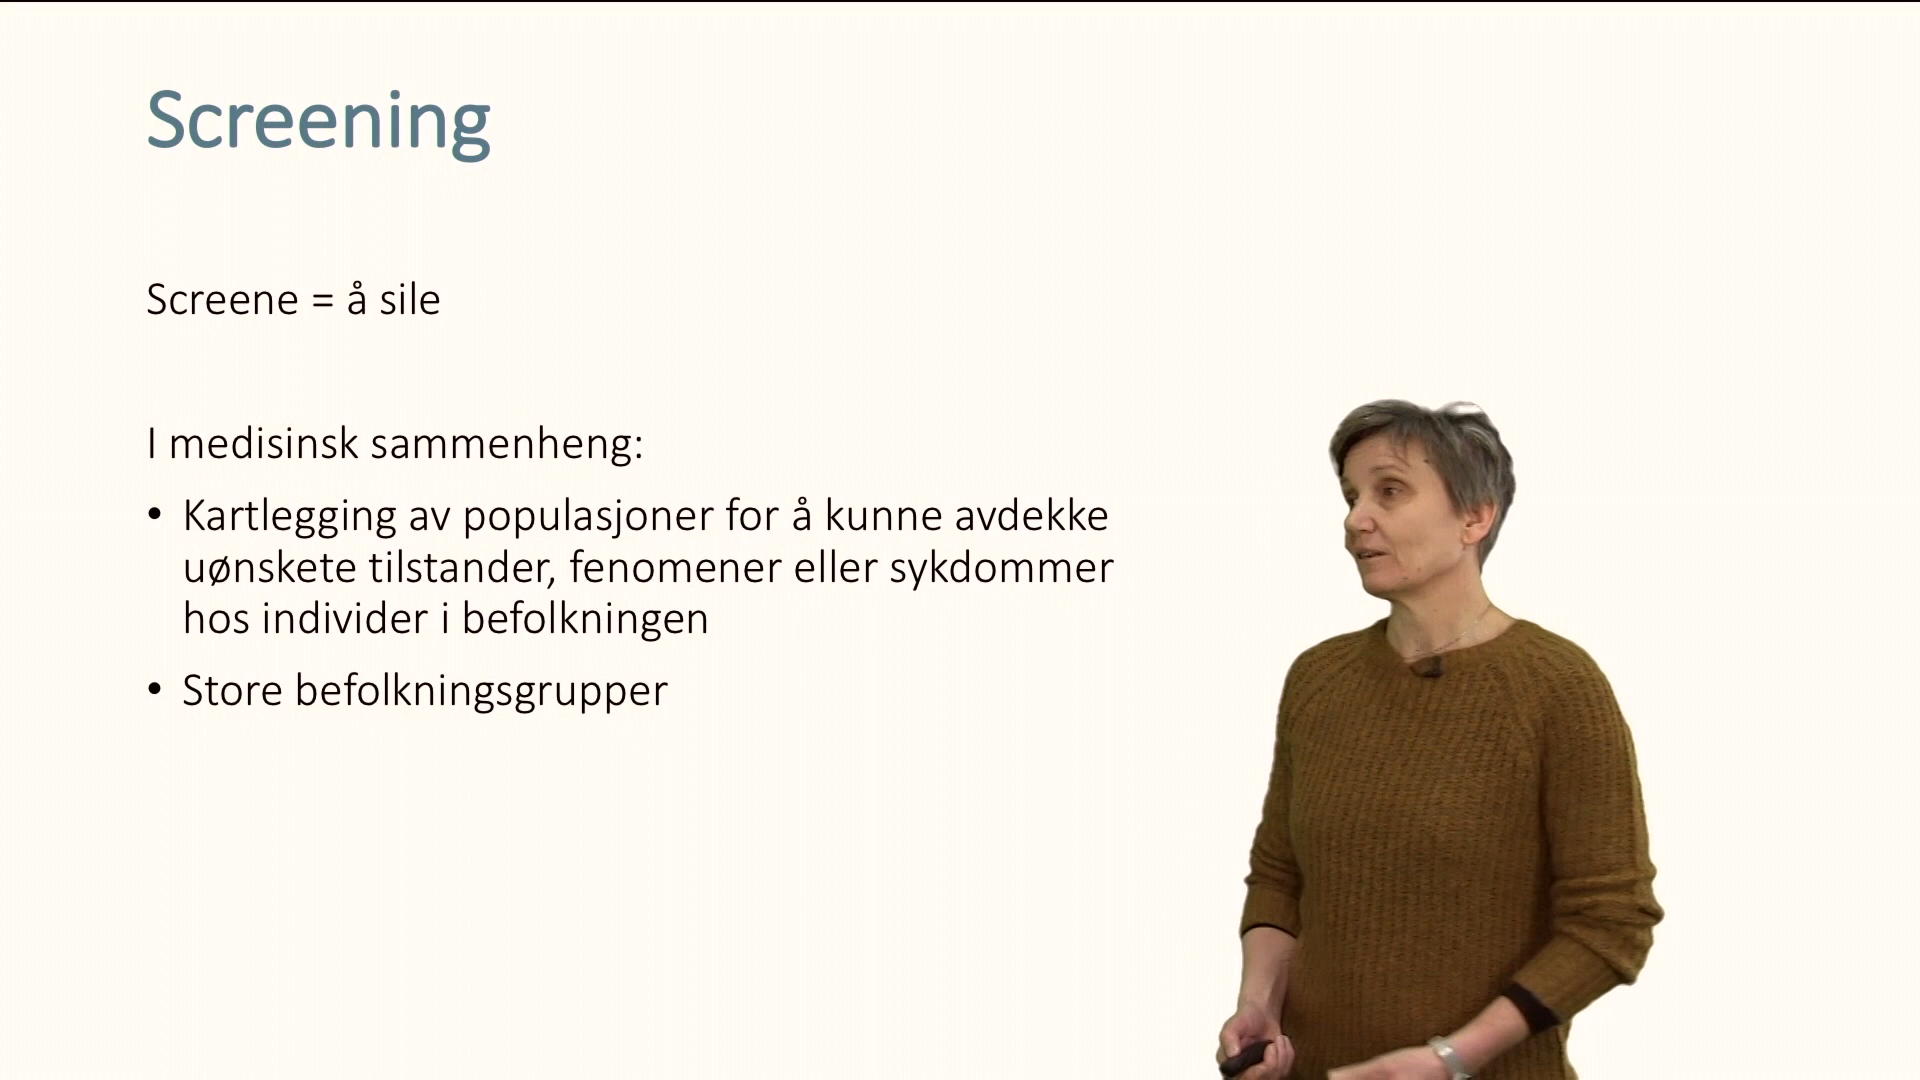 Screening
Screene = å sile
I medisinsk sammenheng:
• Kartlegging av populasjoner for å kunne avdekke
uønskete tilstander, fenomener eller sykdommer
hos individer i befolkningen
• Store befolkningsgrupper